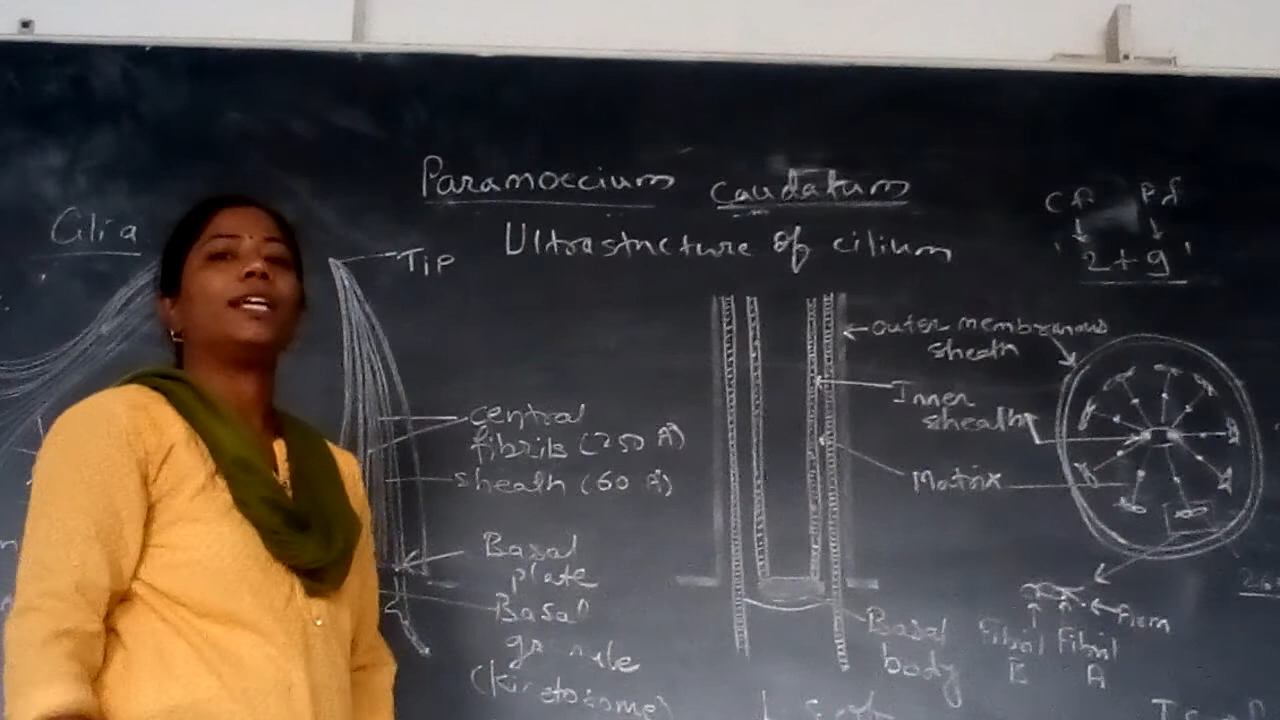 Paramoecium caudatum
Ultrastructure of cilium
Cilia
Tip
central
fibrils (250 Å)
sheath (60 Å)
Basal
plate
Basal
granule
(kinetosome)
outer membranous
sheath
Inner
sheath
Matrix
Basal
body
Cf Pf
'2+9'
Arm
Fibril
B
Fibril
A